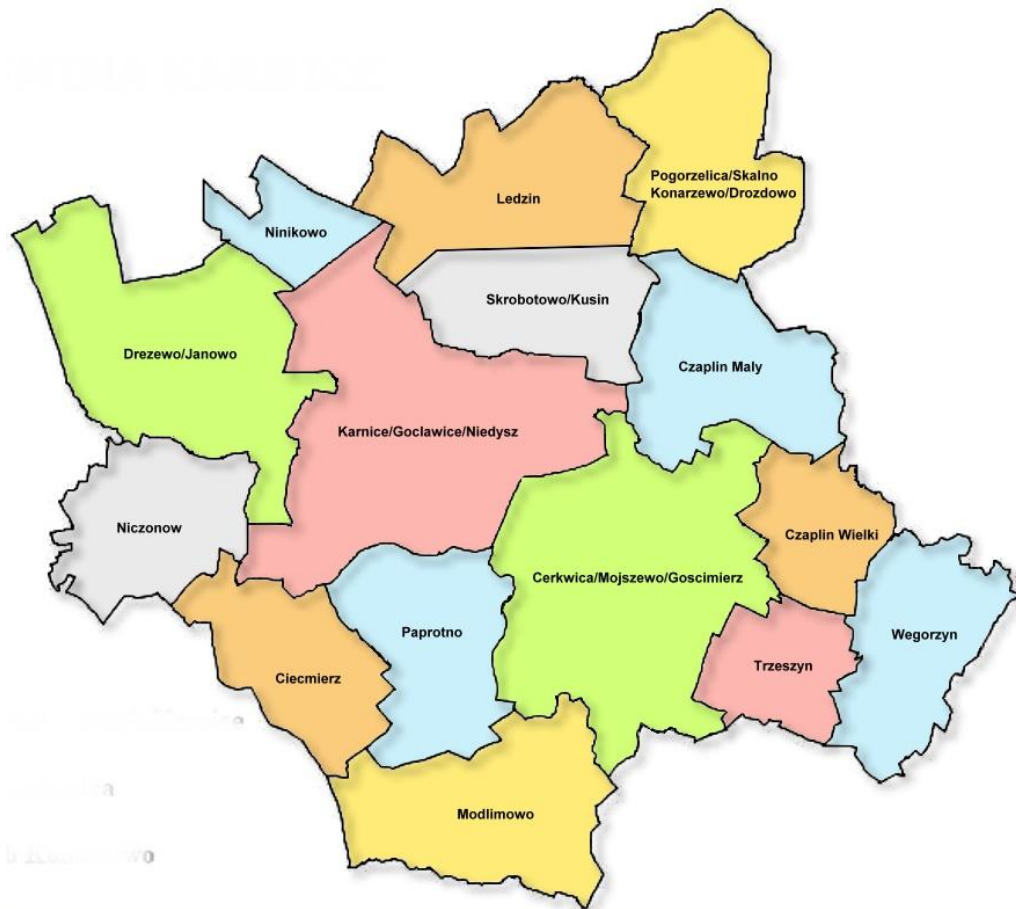 Pogorzelica/Skalno
Konarzewo/Drozdowo
Ledzin
Ninikowo
Skrobotowo/Kusin
Drezewo/Janowo
Czaplin Maly
Karnice/Goclawice/Niedysz
Niczonow
Czaplin Wielki
Cerkwica/Mojszewo/Goscimierz
Paprotno
Wegorzyn
Trzeszyn
Ciecmierz
Modlimowo